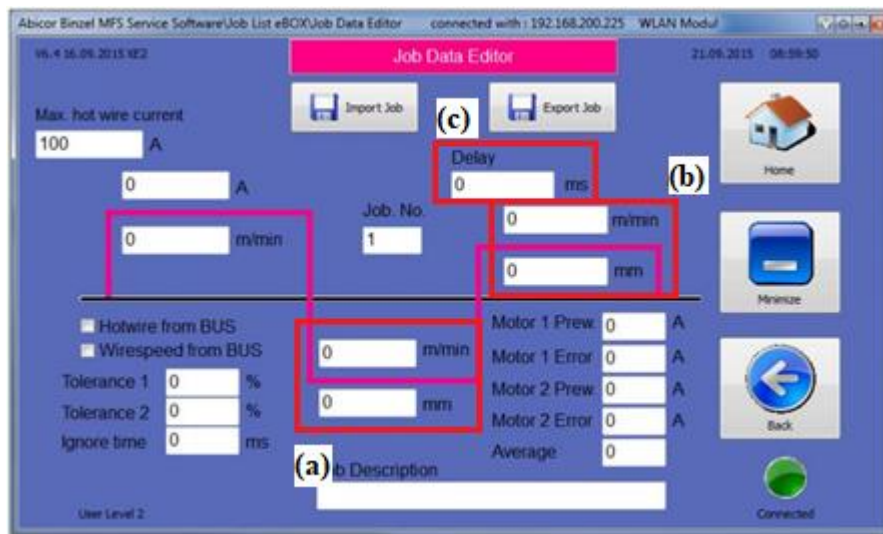 Abicor Binzel MFS Service Software\Job List eBOX\Job Data Editor connected with : 192.168.200.225 WLAN Modul
V6.4 16.09.2015 XE2
Job Data Editor
21.09.2015 08:59:50
Import Job
Export Job
(c)
Max. hot wire current
100 A
Delay
0 ms
Home
(b)
0 A
Job. No.
1
0 m/min
0 m/min
0 mm
Minimize
Hotwire from BUS
Wirespeed from BUS
Tolerance 1 0 %
Tolerance 2 0 %
Ignore time 0 ms
0 m/min
0 mm
(a)
Motor 1 Prew. 0 A
Motor 1 Error 0 A
Motor 2 Prew. 0 A
Motor 2 Error 0 A
Average 0
Back
b Description
User Level 2
Connected